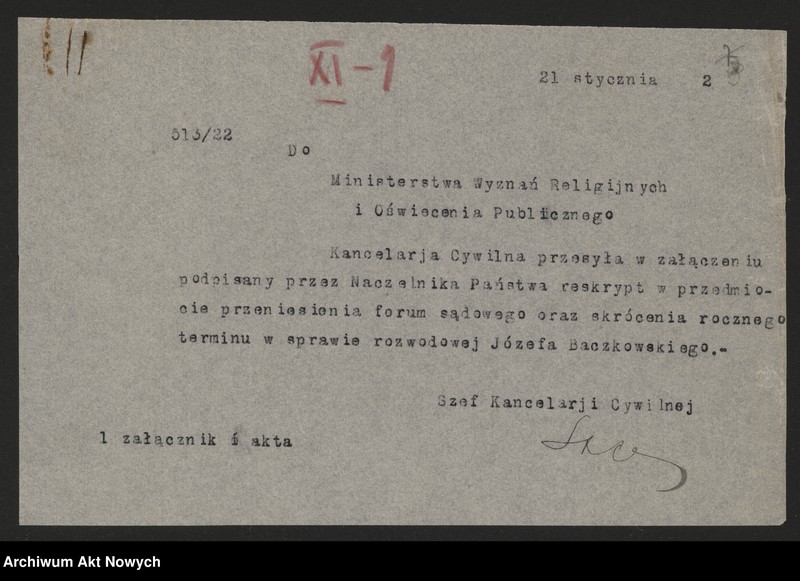 XI-1
21 stycznia 2
513/22
Do
Ministerstwa Wyznań Religijnych
i Oświecenia Publicznego
Kancelarja Cywilna przesyła w załączeniu
podpisany przez Naczelnika Państwa reskrypt w przedmio-
cie przeniesienia forum sądowego oraz skrócenia rocznego
terminu w sprawie rozwodowej Józefa Baczkowskiego.-
Szef Kancelarji Cywilnej
1 załącznik i akta
Archiwum Akt Nowych